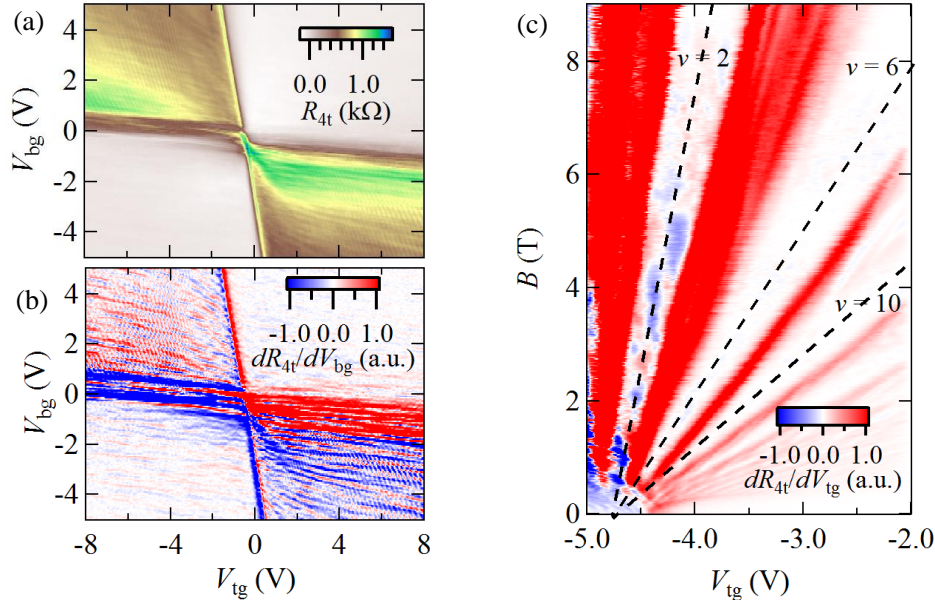 (a)
4
2
0
-2
-4
V_bg (V)
0.0 1.0
R_4t (kΩ)
(b)
4
2
0
-2
-4
V_bg (V)
-1.0 0.0 1.0
dR_4t/dV_bg (a.u.)
-8 -4 0 4 8
V_tg (V)
(c)
8
6
4
2
0
B (T)
ν = 2
ν = 6
ν = 10
-1.0 0.0 1.0
dR_4t/dV_tg (a.u.)
-5.0 -4.0 -3.0 -2.0
V_tg (V)